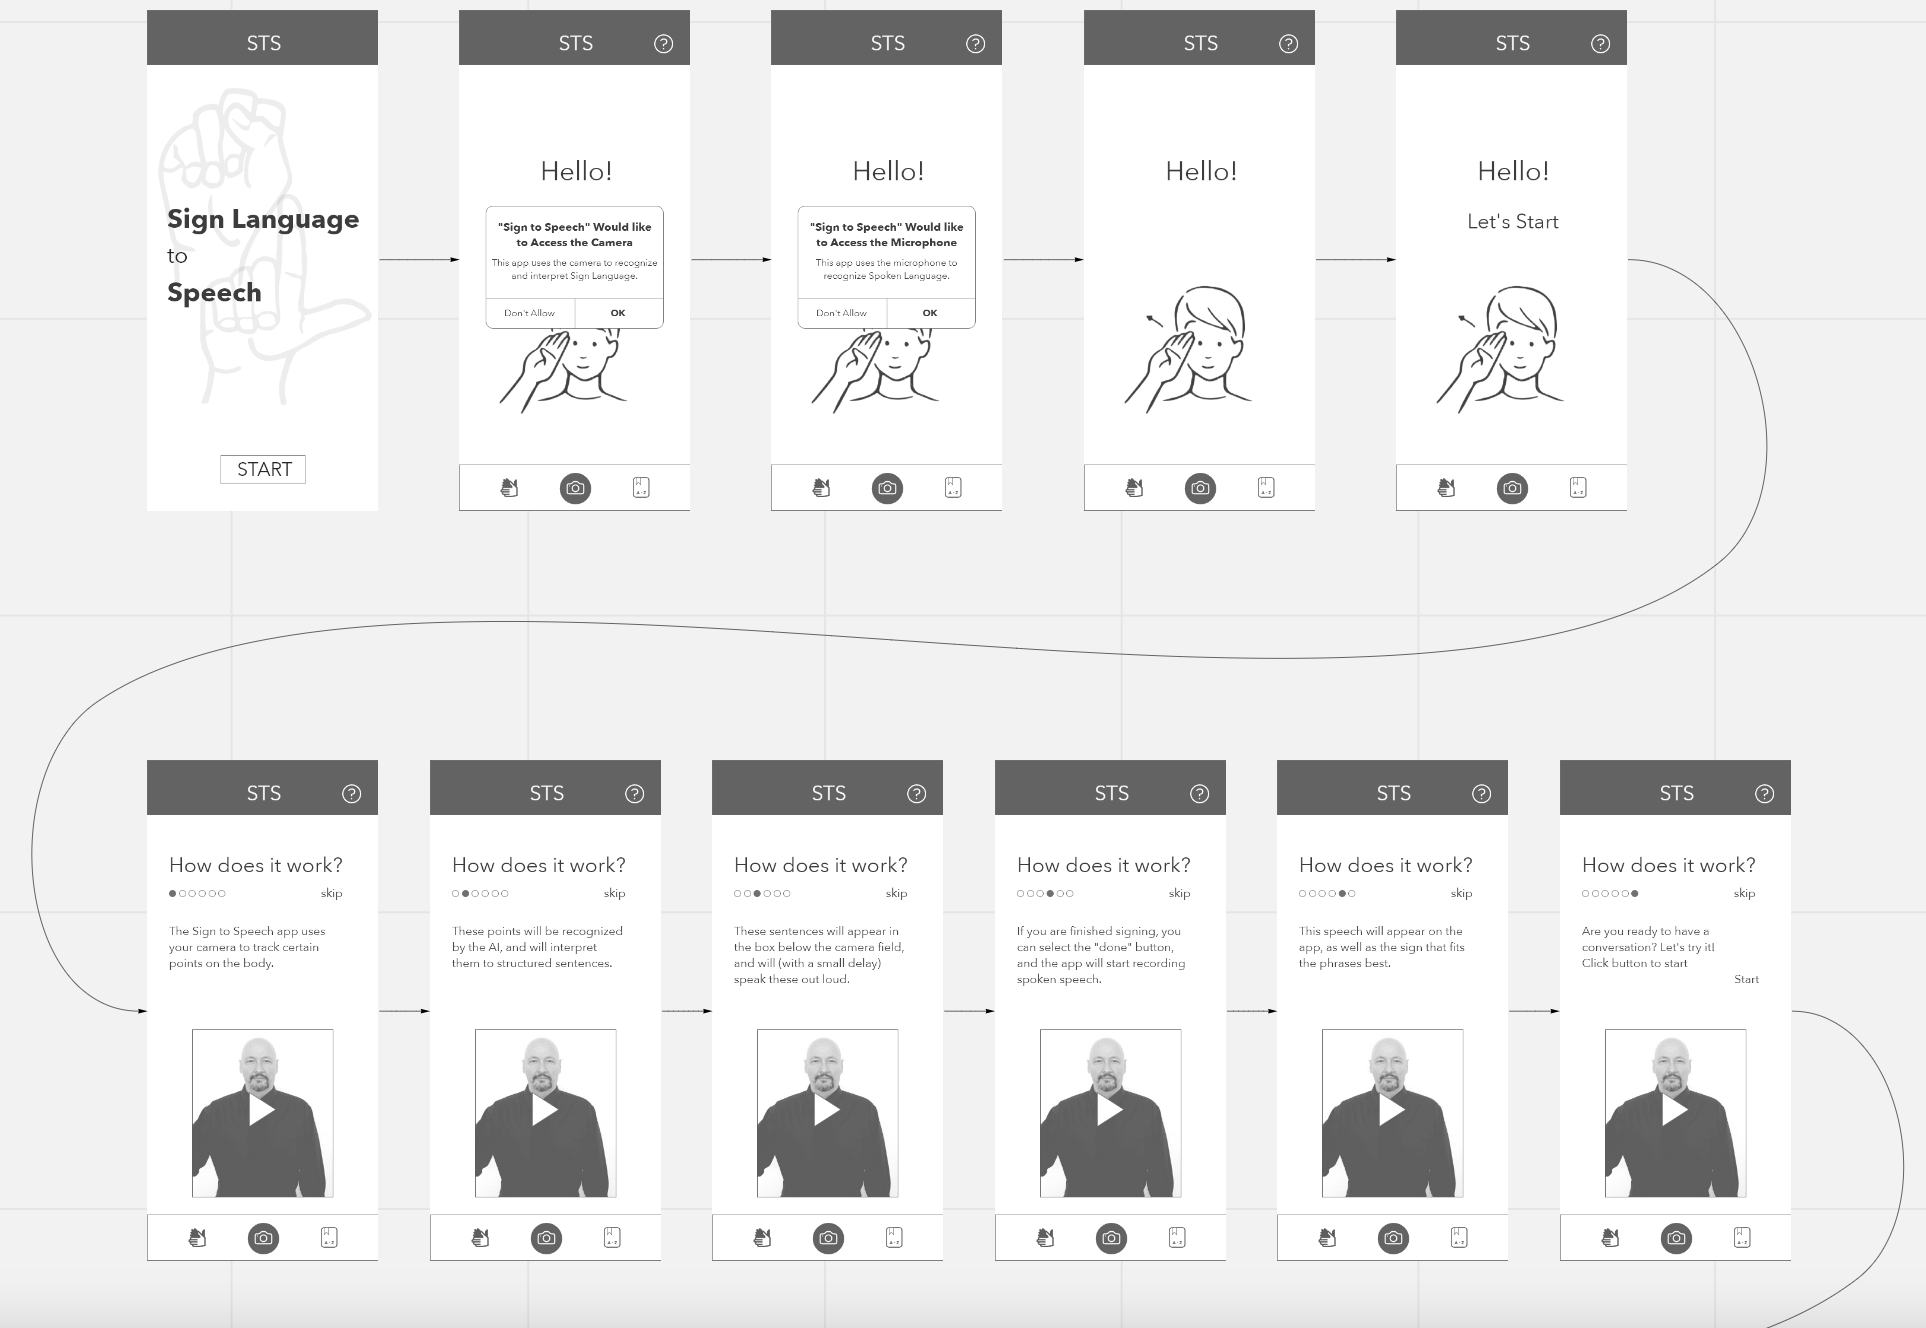 STS
Sign Language
to
Speech
START
STS
?
Hello!
"Sign to Speech" Would like
to Access the Camera
This app uses the camera to recognize
and interpret Sign Language.
Don't Allow
OK
A-Z
STS
?
Hello!
"Sign to Speech" Would like
to Access the Microphone
This app uses the microphone to
recognize Spoken Language.
Don't Allow
OK
A-Z
STS
?
Hello!
A-Z
STS
?
Hello!
Let's Start
A-Z
STS
?
How does it work?
skip
The Sign to Speech app uses
your camera to track certain
points on the body.
A-Z
STS
?
How does it work?
skip
These points will be recognized
by the AI, and will interpret
them to structured sentences.
A-Z
STS
?
How does it work?
skip
These sentences will appear in
the box below the camera field,
and will (with a small delay)
speak these out loud.
A-Z
STS
?
How does it work?
skip
If you are finished signing, you
can select the "done" button,
and the app will start recording
spoken speech.
A-Z
STS
?
How does it work?
skip
This speech will appear on the
app, as well as the sign that fits
the phrases best.
A-Z
STS
?
How does it work?
skip
Are you ready to have a
conversation? Let's try it!
Click button to start
Start
A-Z